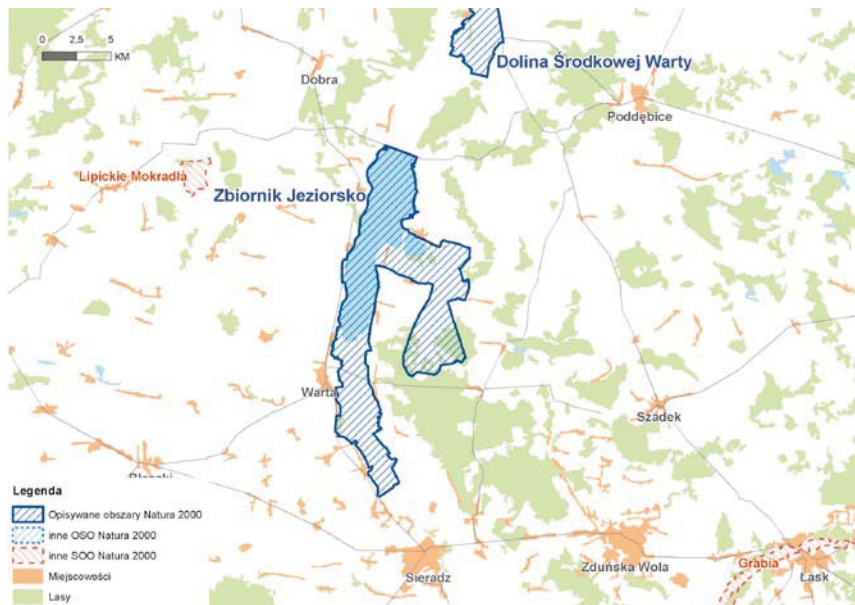 0 2,5 5
KM
Dolina Środkowej Warty
Dobra
Poddębice
Lipickie Mokradła
Zbiornik Jeziorsko
Warta
Szadek
Legenda
Opisywane obszary Natura 2000
inne OSO Natura 2000
inne SOO Natura 2000
Miejscowości
Lasy
Sieradz
Zduńska Wola
Grabia
Łask